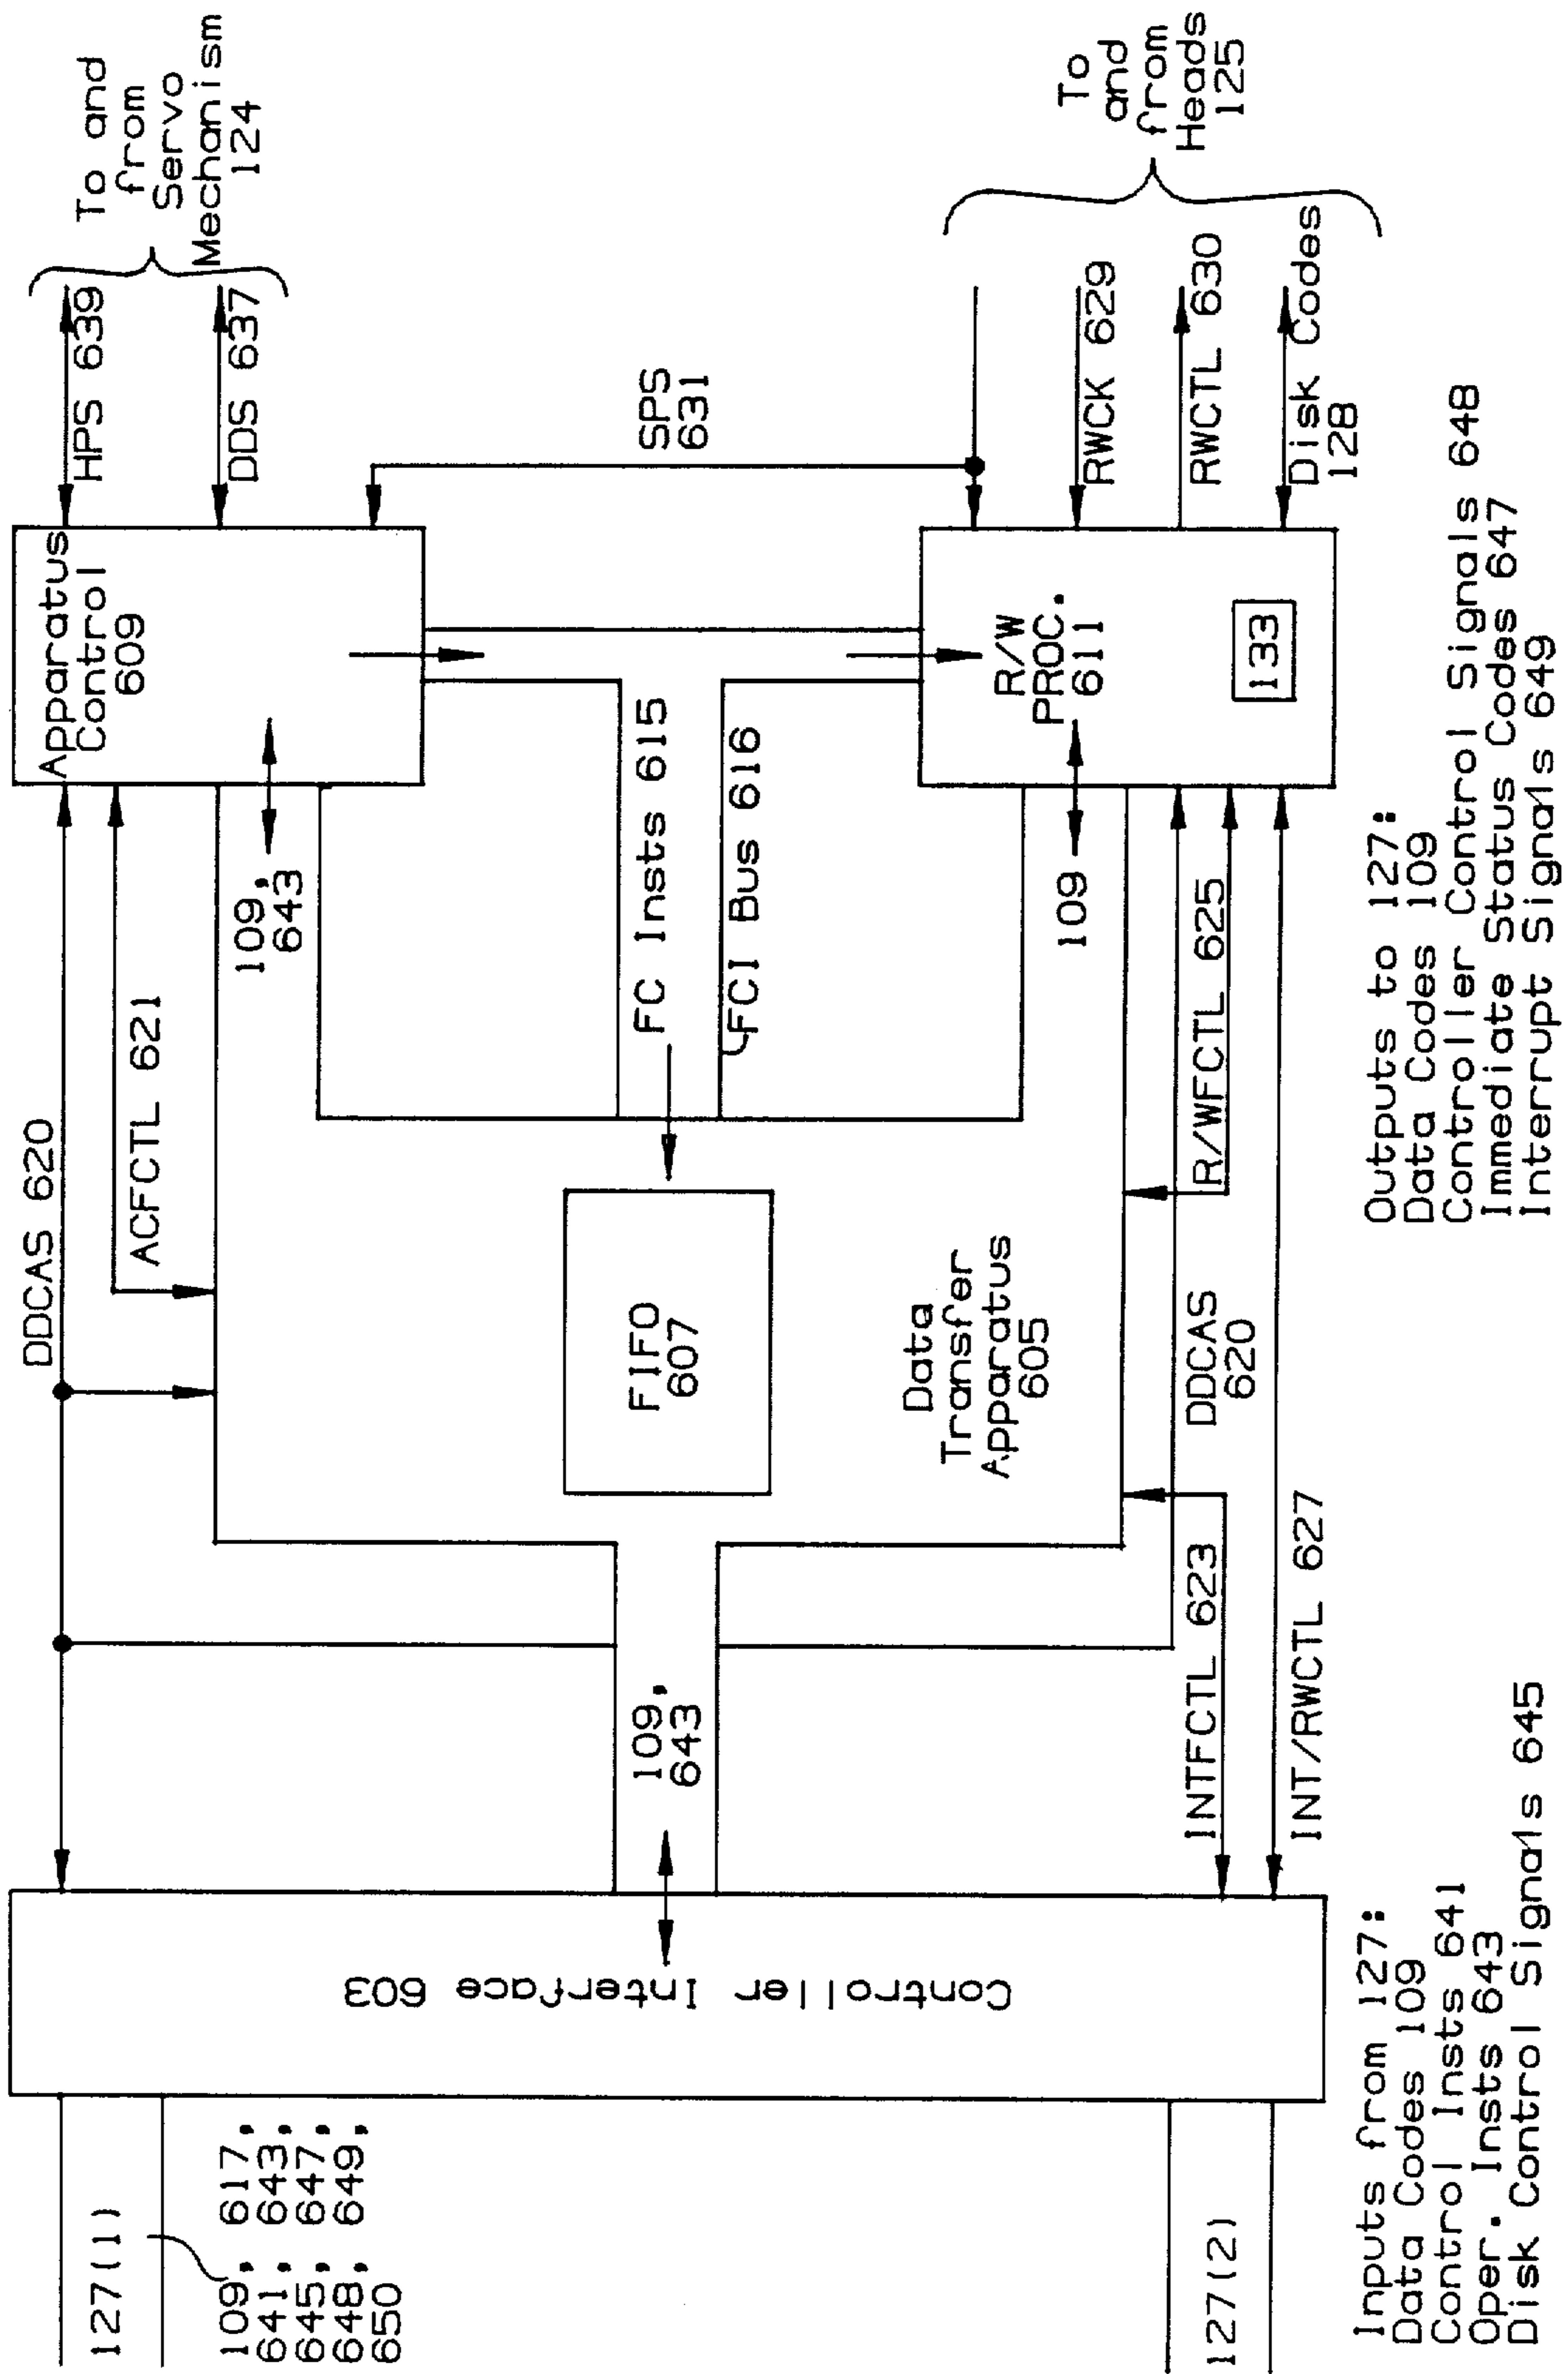 127(1)
109, 617,
641, 643,
645, 647,
648, 649,
650
127(2)
Controller Interface 603
109,
643
DDCAS 620
ACFCTL 621
FIFO
607
Data
Transfer
Apparatus
605
INTFCTL 623
INT/RWCTL 627
DDCAS
620
R/WFCTL 625
109,
643
109
FC Insts 615
FCI Bus 616
Apparatus
Control
609
R/W
PROC.
611
133
HPS 639
DDS 637
SPS
631
RWCK 629
RWCTL 630
Disk Codes
128
To and
from
Servo
Mechanism
124
To
and
from
Heads
125
Inputs from 127:
Data Codes 109
Control Insts 641
Oper. Insts 643
Disk Control Signals 645
Outputs to 127:
Data Codes 109
Controller Control Signals 648
Immediate Status Codes 647
Interrupt Signals 649